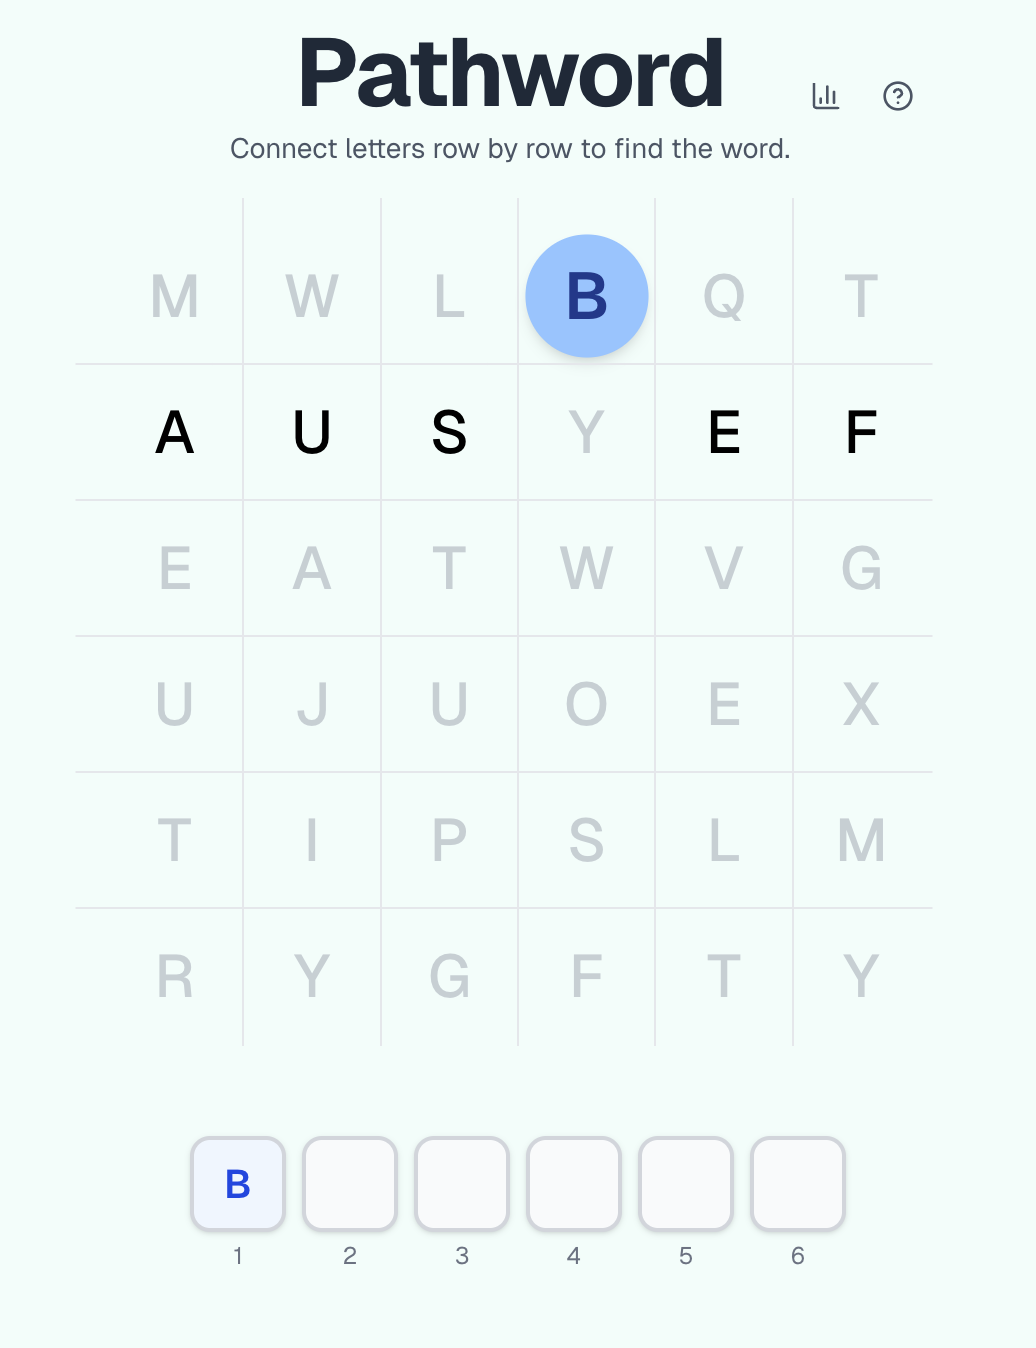 Pathword
Connect letters row by row to find the word.
M W L B Q T
A U S Y E F
E A T W V G
U J U O E X
T I P S L M
R Y G F T Y
B
1 2 3 4 5 6